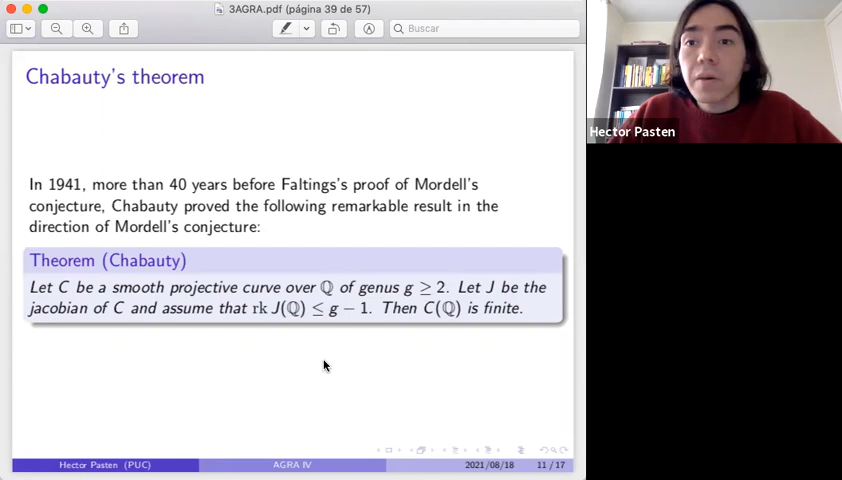 3AGRA.pdf (página 39 de 57)
Buscar
Chabauty's theorem
In 1941, more than 40 years before Faltings's proof of Mordell's
conjecture, Chabauty proved the following remarkable result in the
direction of Mordell's conjecture:
Theorem (Chabauty)
Let C be a smooth projective curve over ℚ of genus g ≥ 2. Let J be the
jacobian of C and assume that rk J(ℚ) ≤ g − 1. Then C(ℚ) is finite.
Hector Pasten (PUC) AGRA IV 2021/08/18 11 / 17
Hector Pasten